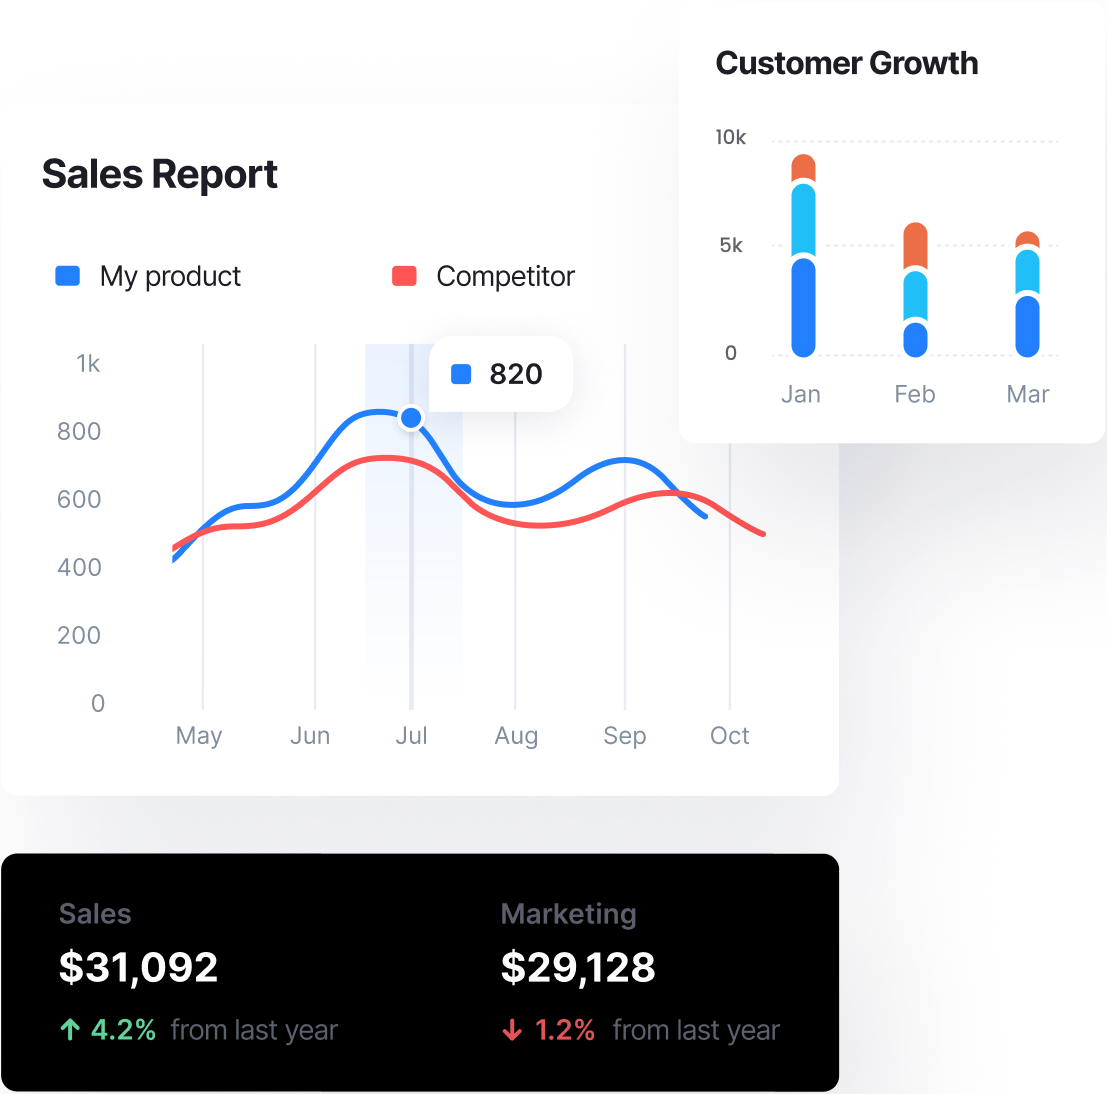 Customer Growth
10k
5k
0
Jan Feb Mar
Sales Report
My product Competitor
820
1k
800
600
400
200
0
May Jun Jul Aug Sep Oct
Sales Marketing
$31,092 $29,128
↑ 4.2% from last year ↓ 1.2% from last year